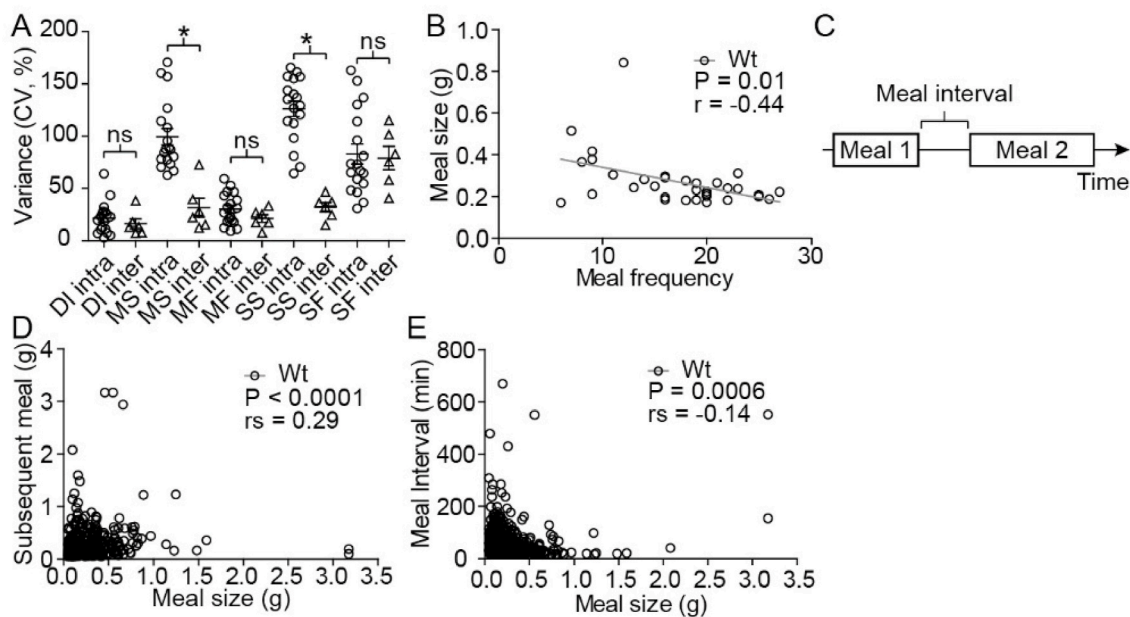 A
Variance (CV, %)
200
150
100
50
0
ns
*
ns
*
ns
DI intra
DI inter
MS intra
MS inter
MF intra
MF inter
SS intra
SS inter
SF intra
SF inter
B
Meal size (g)
1.0
0.8
0.6
0.4
0.2
0.0
Wt
P = 0.01
r = -0.44
0 10 20 30
Meal frequency
C
Meal interval
Meal 1
Meal 2
Time
D
Subsequent meal (g)
4
3
2
1
0
Wt
P < 0.0001
rs = 0.29
0.0 0.5 1.0 1.5 2.0 2.5 3.0 3.5
Meal size (g)
E
Meal Interval (min)
800
600
400
200
0
Wt
P = 0.0006
rs = -0.14
0.0 0.5 1.0 1.5 2.0 2.5 3.0 3.5
Meal size (g)